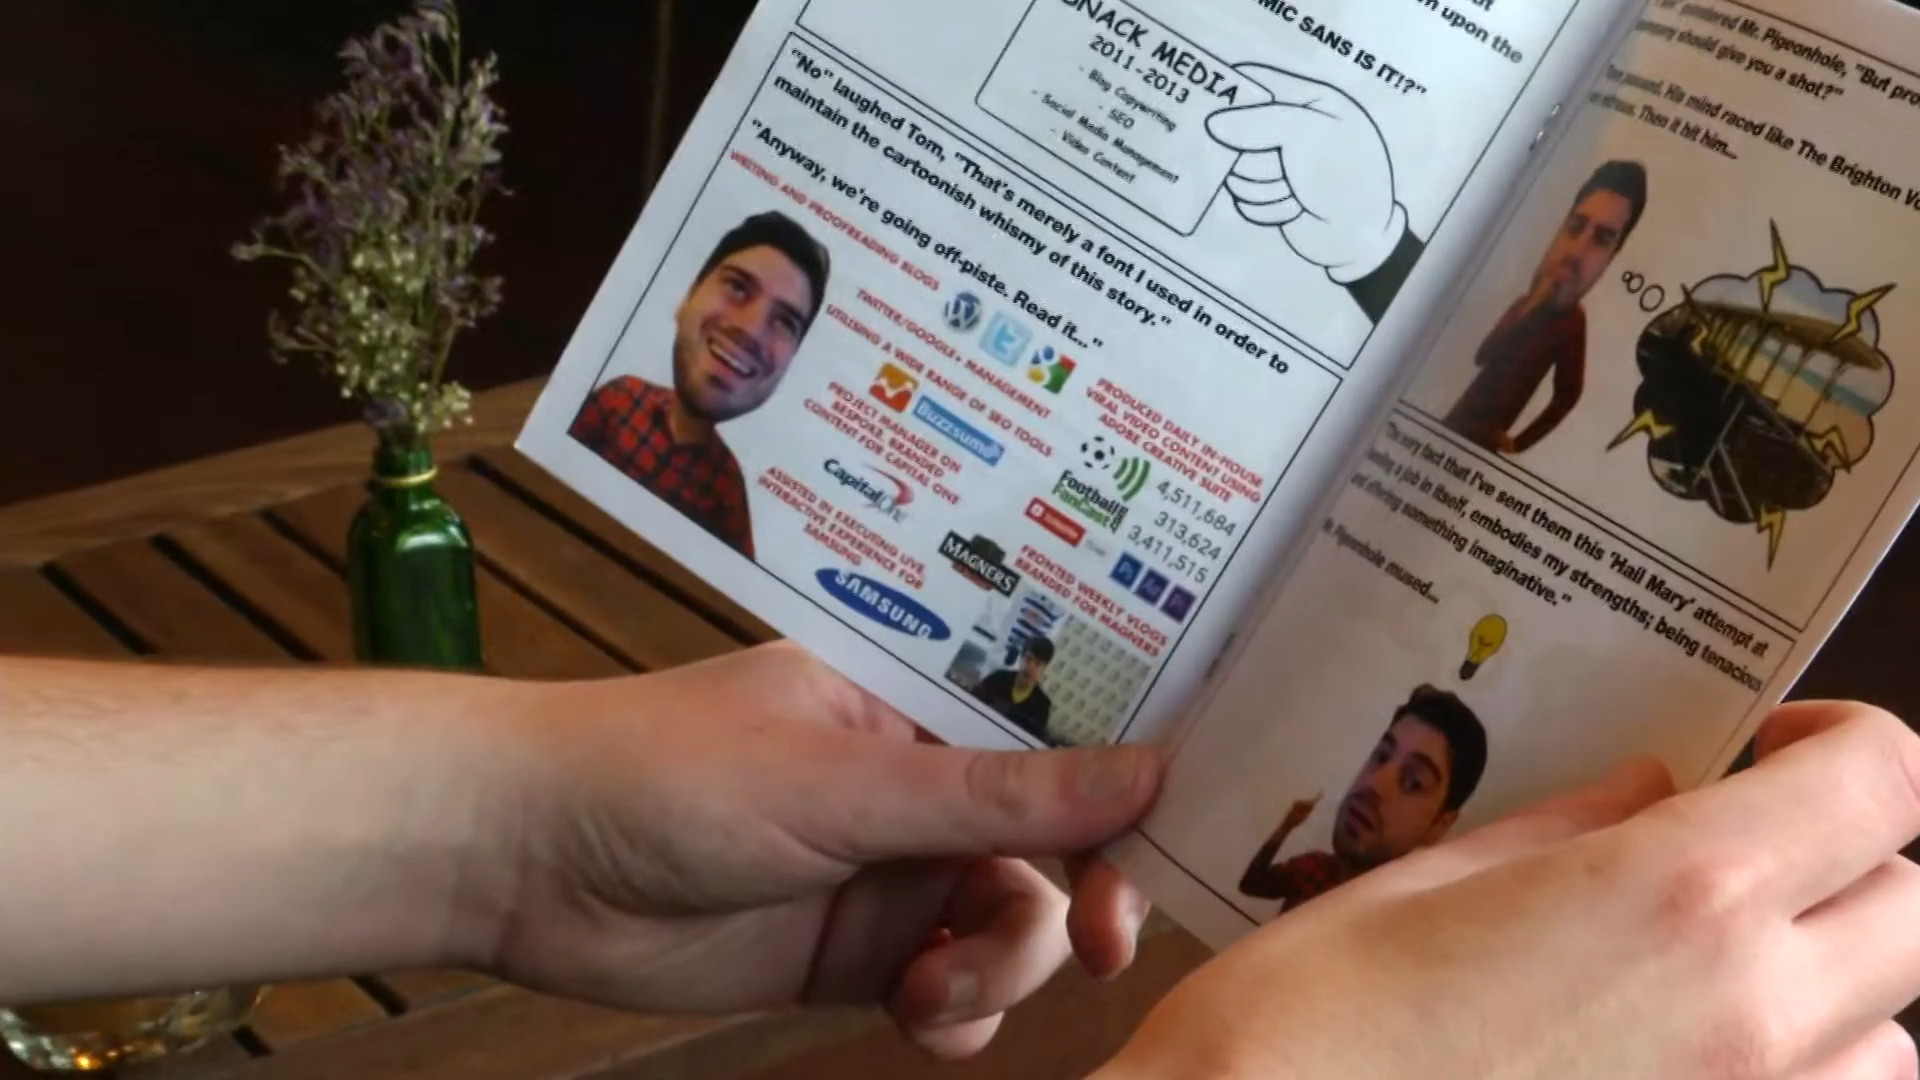 n upon the
MIC SANS IS IT!?"
SNACK MEDIA
2011-2013
- Blog Copywriting
- SEO
- Social Media Management
- Video Content
"No" laughed Tom, "That's merely a font I used in order to
maintain the cartoonish whismy of this story."
"Anyway, we're going off-piste. Read it..."
WRITING AND PROOFREADING BLOGS
TWITTER/GOOGLE+ MANAGEMENT
UTILISING A WIDE RANGE OF SEO TOOLS
Buzzsumo
PROJECT MANAGER ON
BESPOKE, BRANDED
CONTENT FOR CAPITAL ONE
Capital One
ASSISTED IN EXECUTING LIVE
INTERACTIVE EXPERIENCE FOR
SAMSUNG
SAMSUNG
PRODUCED DAILY IN-HOUSE
VIRAL VIDEO CONTENT USING
ADOBE CREATIVE SUITE
Football
FanCast
4,511,684
313,624
3,411,515
MAGNERS
FRONTED WEEKLY VLOGS
BRANDED FOR MAGNERS
Mr. Pigeonhole, "But pro
should give you a shot?"
His mind raced like The Brighton Vo
Then it hit him...
very fact that I've sent them this 'Hail Mary' attempt at
a job in itself, embodies my strengths; being tenacious
and offering something imaginative."
Pigeonhole mused...